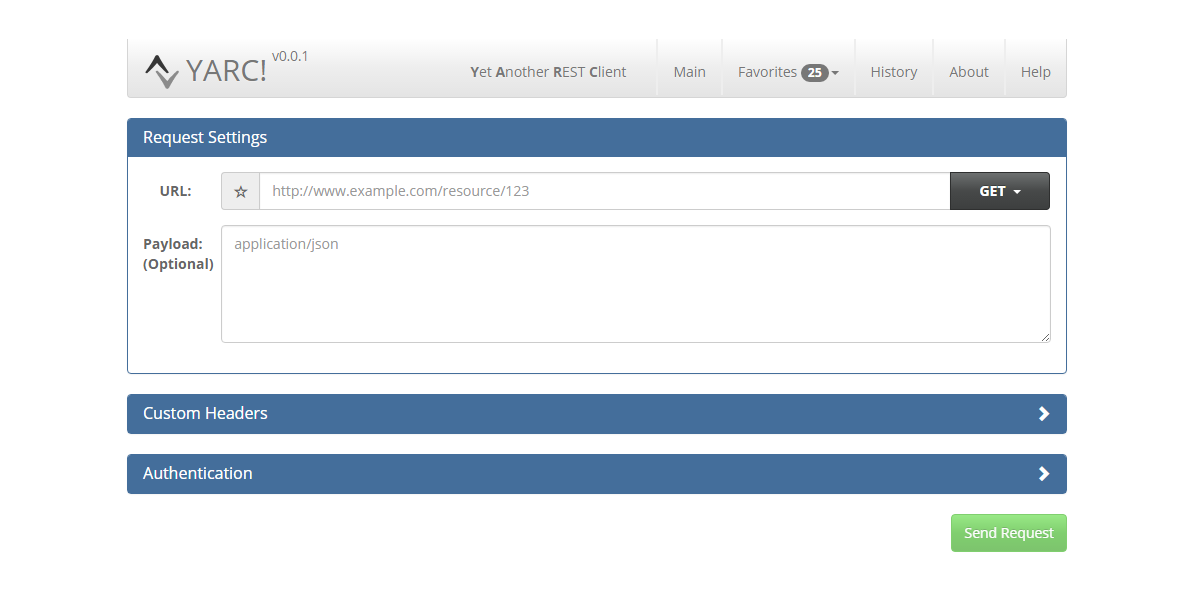 YARC! v0.0.1
Yet Another REST Client
Main
Favorites 25
History
About
Help
Request Settings
URL:
http://www.example.com/resource/123
GET
Payload:
(Optional)
application/json
Custom Headers
Authentication
Send Request